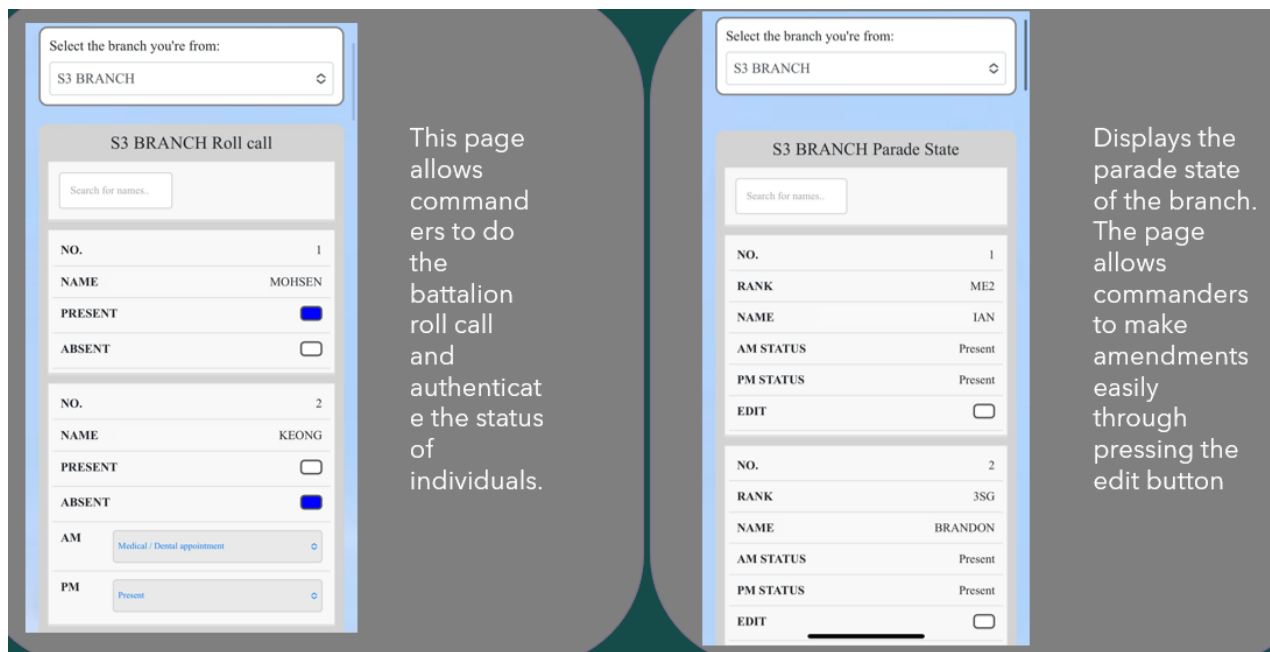 Select the branch you're from:
S3 BRANCH
S3 BRANCH Roll call
Search for names..
NO. 1
NAME MOHSEN
PRESENT
ABSENT
NO. 2
NAME KEONG
PRESENT
ABSENT
AM Medical / Dental appointment
PM Present
This page
allows
command
ers to do
the
battalion
roll call
and
authenticat
e the status
of
individuals.
Select the branch you're from:
S3 BRANCH
S3 BRANCH Parade State
Search for names..
NO. 1
RANK ME2
NAME IAN
AM STATUS Present
PM STATUS Present
EDIT
NO. 2
RANK 3SG
NAME BRANDON
AM STATUS Present
PM STATUS Present
EDIT
Displays the
parade state
of the branch.
The page
allows
commanders
to make
amendments
easily
through
pressing the
edit button